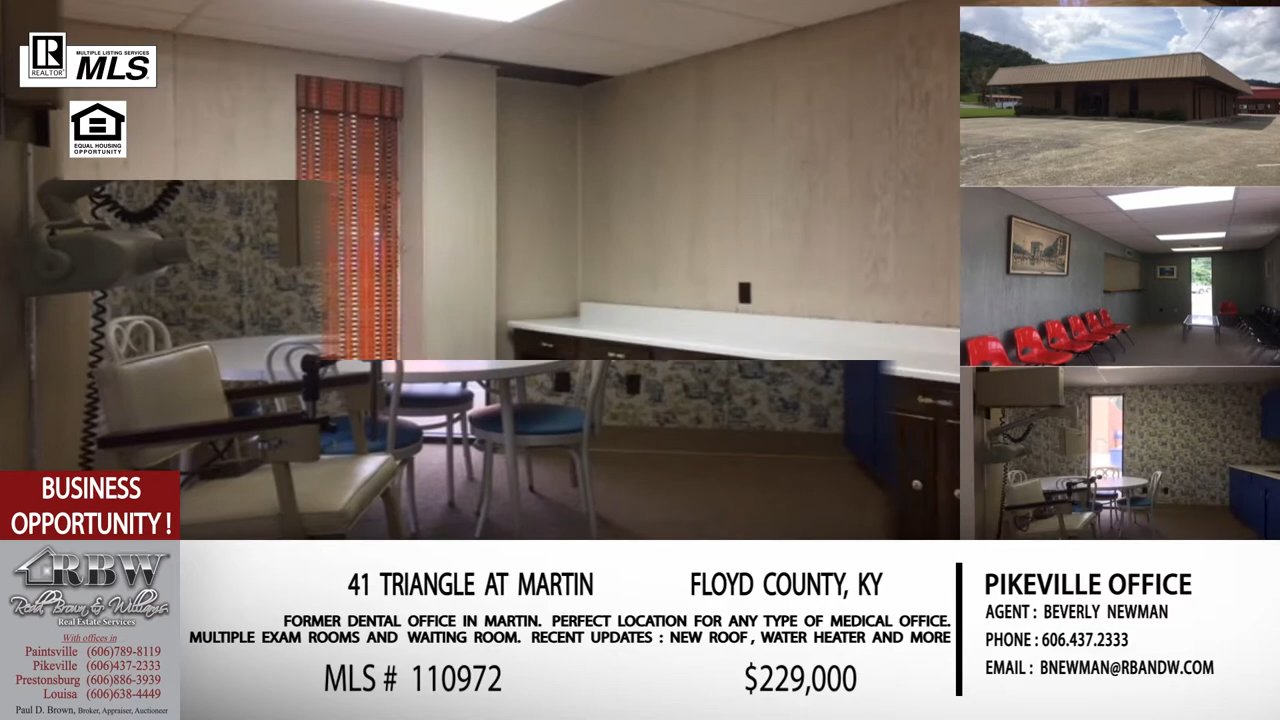 REALTOR
MULTIPLE LISTING SERVICES
MLS
EQUAL HOUSING
OPPORTUNITY
BUSINESS
OPPORTUNITY !
RBW
Redd, Brown & Williams
Real Estate Services
With offices in
Paintsville (606)789-8119
Pikeville (606)437-2333
Prestonsburg (606)886-3939
Louisa (606)638-4449
Paul D. Brown, Broker, Appraiser, Auctioneer
41 TRIANGLE AT MARTIN FLOYD COUNTY, KY
FORMER DENTAL OFFICE IN MARTIN. PERFECT LOCATION FOR ANY TYPE OF MEDICAL OFFICE.
MULTIPLE EXAM ROOMS AND WAITING ROOM. RECENT UPDATES : NEW ROOF , WATER HEATER AND MORE
MLS # 110972 $229,000
PIKEVILLE OFFICE
AGENT : BEVERLY NEWMAN
PHONE : 606.437.2333
EMAIL : BNEWMAN@RBANDW.COM